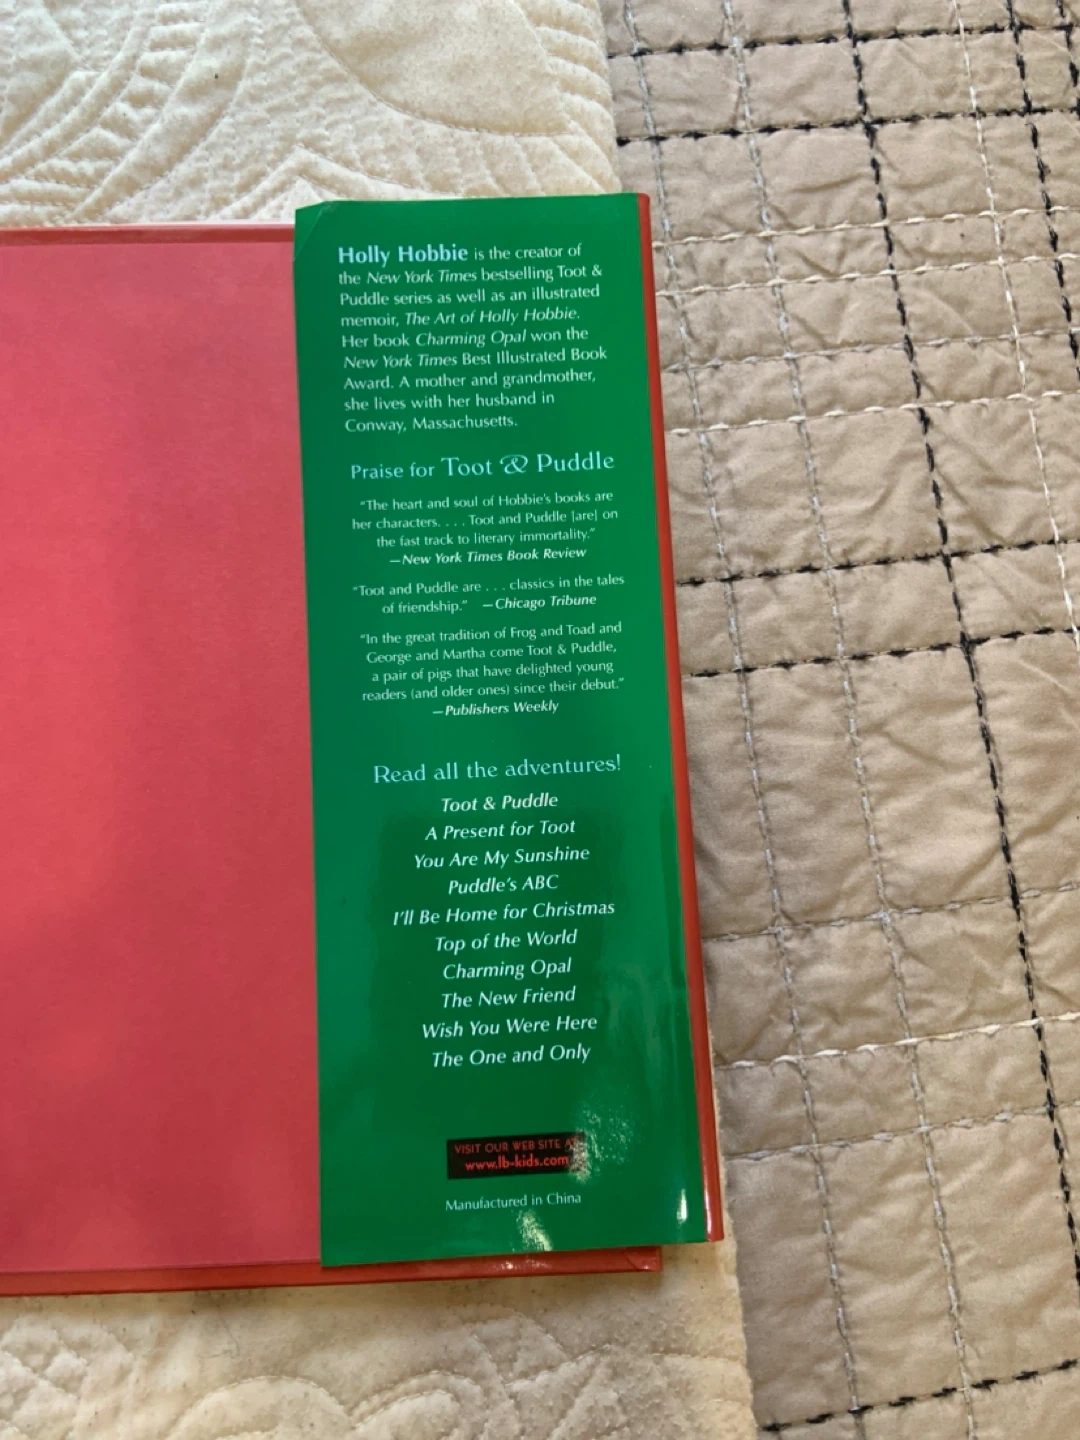 Holly Hobbie is the creator of
the New York Times bestselling Toot &
Puddle series as well as an illustrated
memoir, The Art of Holly Hobbie.
Her book Charming Opal won the
New York Times Best Illustrated Book
Award. A mother and grandmother,
she lives with her husband in
Conway, Massachusetts.
Praise for Toot & Puddle
"The heart and soul of Hobbie's books are
her characters. . . . Toot and Puddle [are] on
the fast track to literary immortality."
—New York Times Book Review
"Toot and Puddle are . . . classics in the tales
of friendship." —Chicago Tribune
"In the great tradition of Frog and Toad and
George and Martha come Toot & Puddle,
a pair of pigs that have delighted young
readers (and older ones) since their debut."
—Publishers Weekly
Read all the adventures!
Toot & Puddle
A Present for Toot
You Are My Sunshine
Puddle's ABC
I'll Be Home for Christmas
Top of the World
Charming Opal
The New Friend
Wish You Were Here
The One and Only
VISIT OUR WEB SITE AT
www.lb-kids.com
Manufactured in China